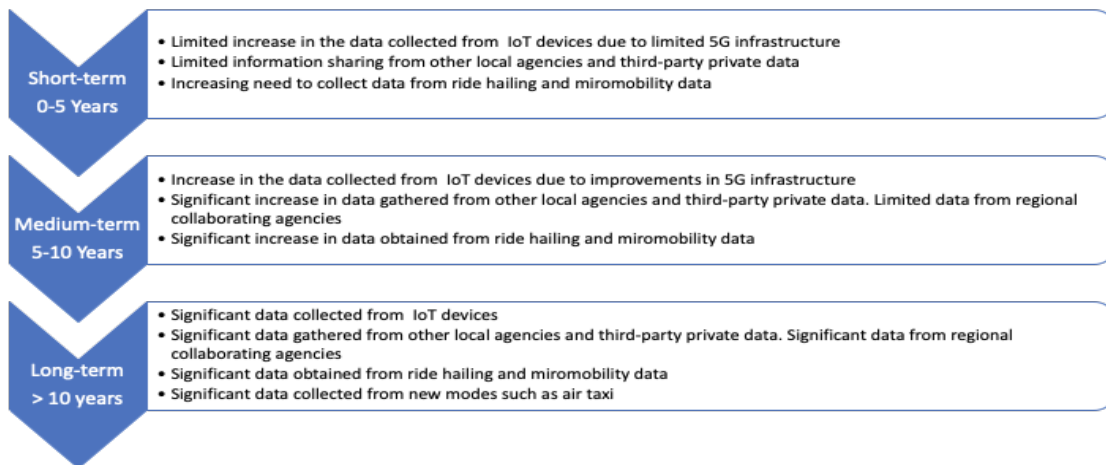 Short-term
0-5 Years
• Limited increase in the data collected from IoT devices due to limited 5G infrastructure
• Limited information sharing from other local agencies and third-party private data
• Increasing need to collect data from ride hailing and miromobility data
Medium-term
5-10 Years
• Increase in the data collected from IoT devices due to improvements in 5G infrastructure
• Significant increase in data gathered from other local agencies and third-party private data. Limited data from regional
collaborating agencies
• Significant increase in data obtained from ride hailing and miromobility data
Long-term
> 10 years
• Significant data collected from IoT devices
• Significant data gathered from other local agencies and third-party private data. Significant data from regional
collaborating agencies
• Significant data obtained from ride hailing and miromobility data
• Significant data collected from new modes such as air taxi